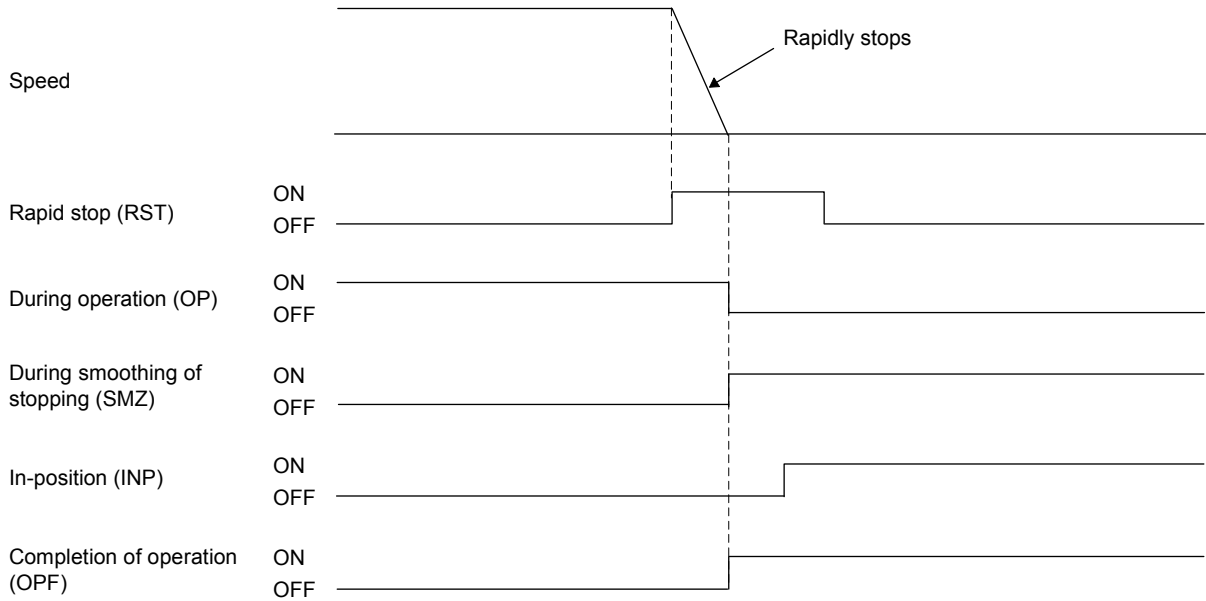 Rapidly stops
Speed
Rapid stop (RST)
ON
OFF
During operation (OP)
ON
OFF
During smoothing of
stopping (SMZ)
ON
OFF
In-position (INP)
ON
OFF
Completion of operation
(OPF)
ON
OFF